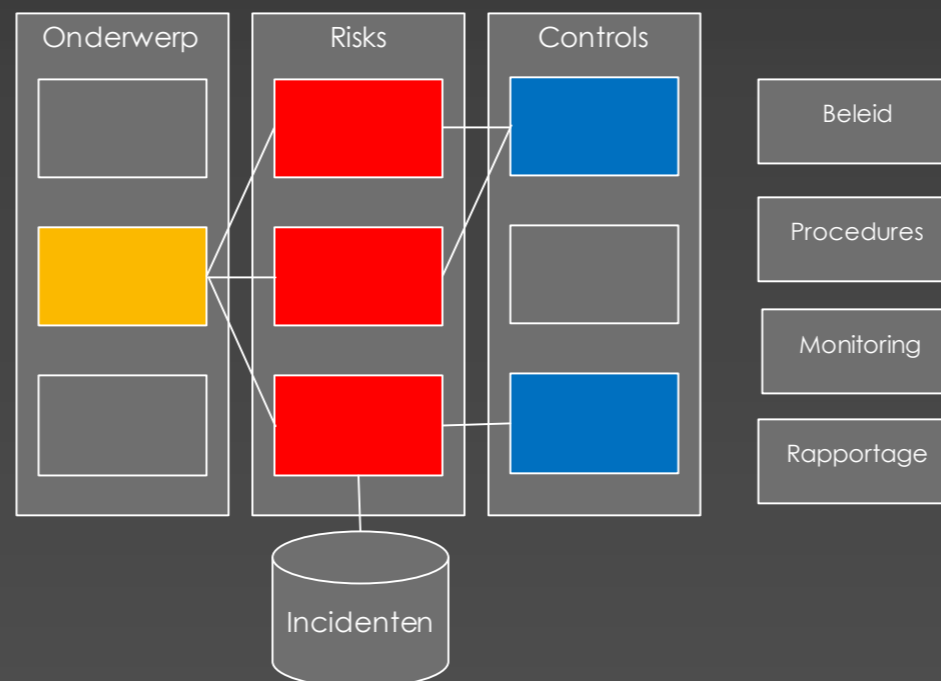 Onderwerp
Risks
Controls
Beleid
Procedures
Monitoring
Rapportage
Incidenten